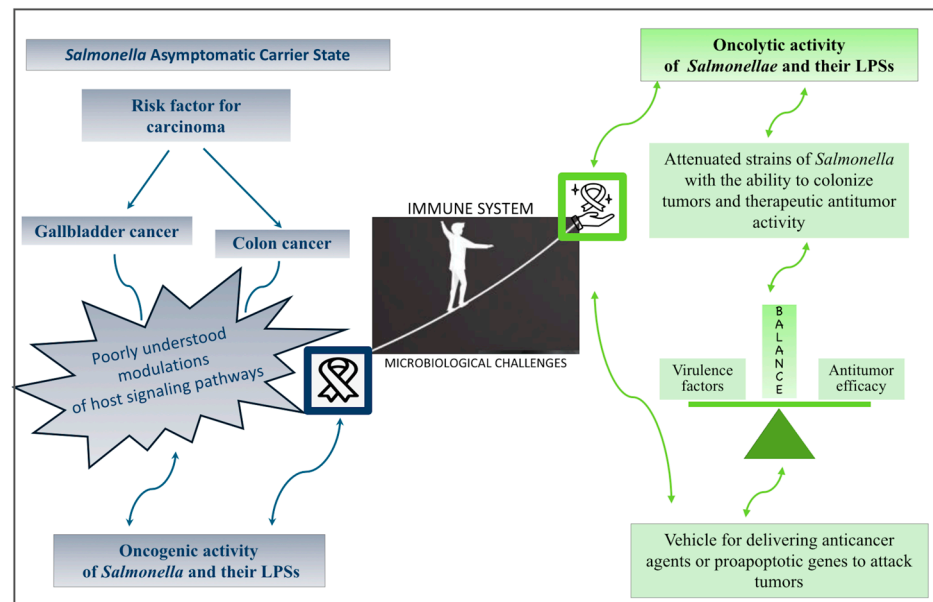 Salmonella Asymptomatic Carrier State
Risk factor for
carcinoma
Gallbladder cancer
Colon cancer
Poorly understood
modulations
of host signaling pathways
Oncogenic activity
of Salmonella and their LPSs
IMMUNE SYSTEM
MICROBIOLOGICAL CHALLENGES
Oncolytic activity
of Salmonellae and their LPSs
Attenuated strains of Salmonella
with the ability to colonize
tumors and therapeutic antitumor
activity
BALANCE
Virulence
factors
Antitumor
efficacy
Vehicle for delivering anticancer
agents or proapoptotic genes to attack
tumors